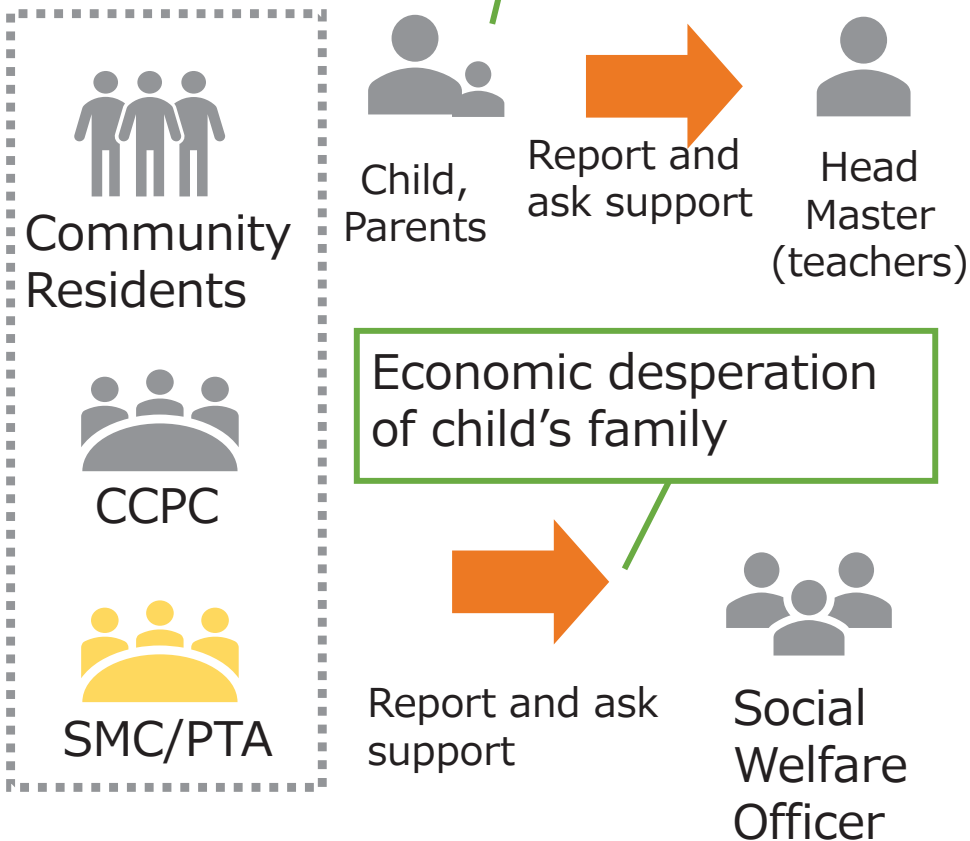 Community
Residents
CCPC
SMC/PTA
Child,
Parents
Report and
ask support
Head
Master
(teachers)
Economic desperation
of child’s family
Report and ask
support
Social
Welfare
Officer